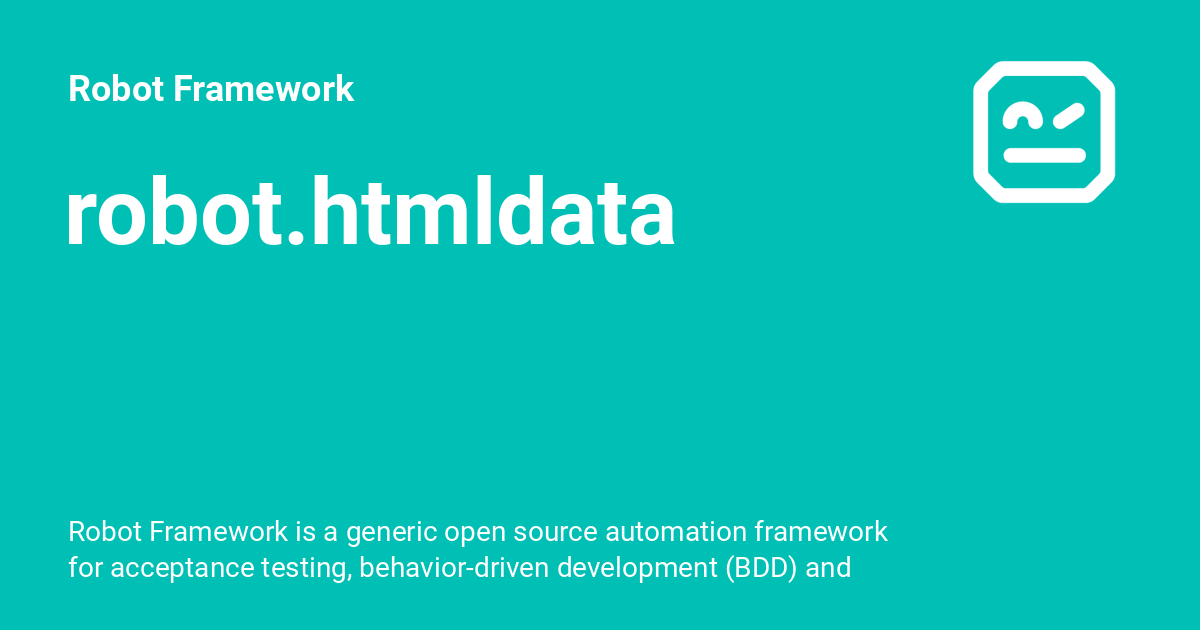 Robot Framework
robot.htmldata
Robot Framework is a generic open source automation framework
for acceptance testing, behavior-driven development (BDD) and